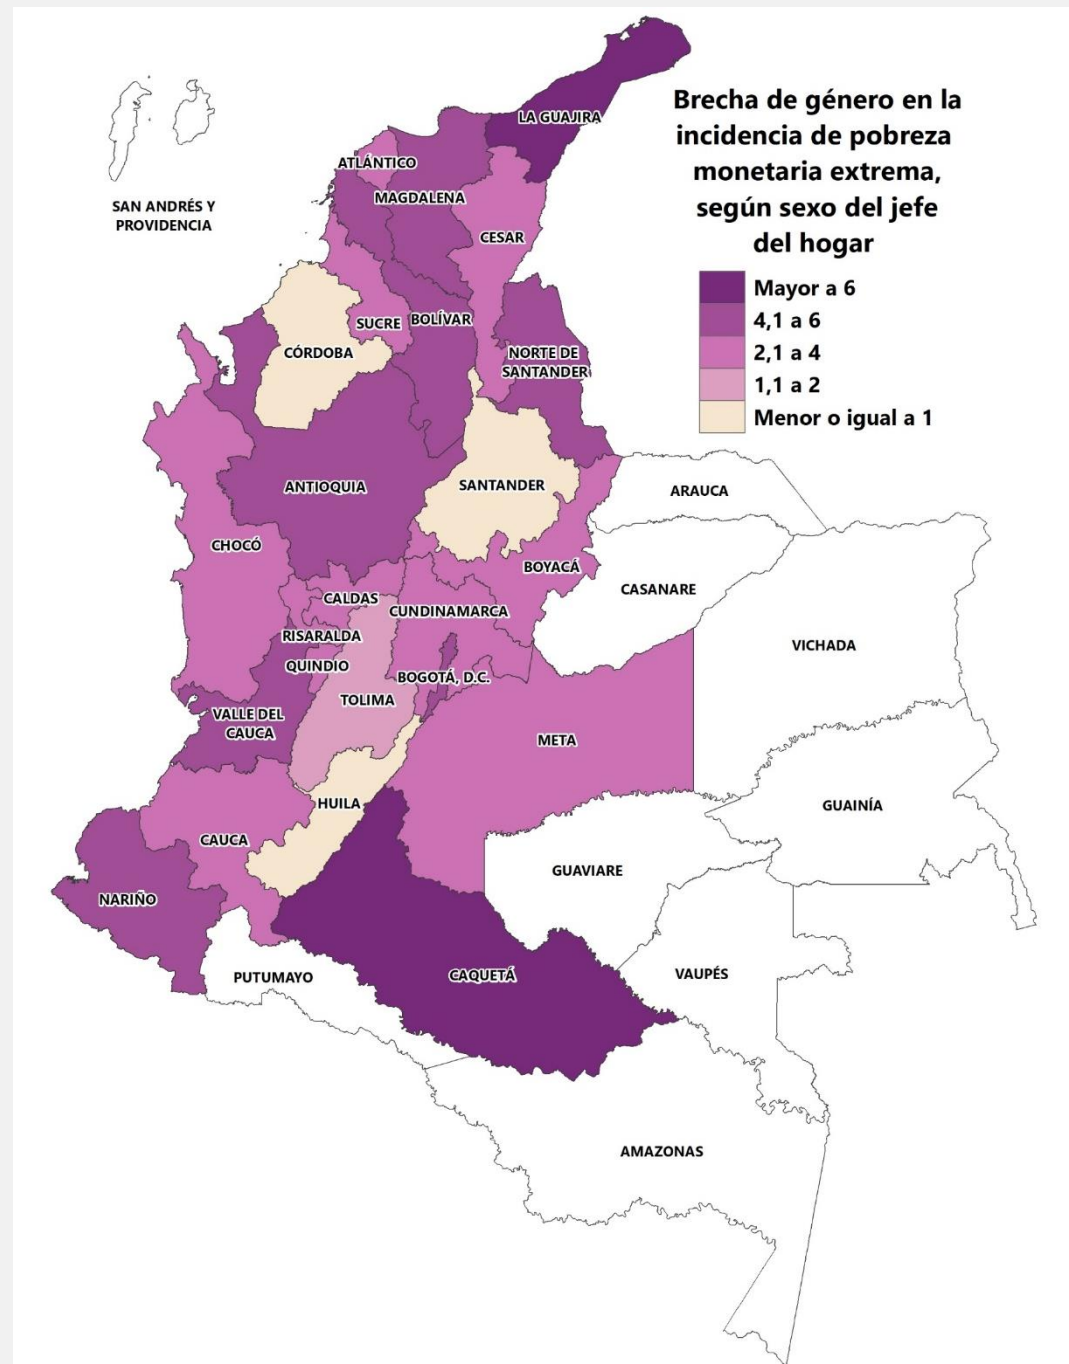 Brecha de género en la
incidencia de pobreza
monetaria extrema,
según sexo del jefe
del hogar
Mayor a 6
4,1 a 6
2,1 a 4
1,1 a 2
Menor o igual a 1
LA GUAJIRA
ATLÁNTICO
MAGDALENA
SAN ANDRÉS Y
PROVIDENCIA
CESAR
SUCRE
BOLÍVAR
CÓRDOBA
NORTE DE
SANTANDER
ANTIOQUIA
SANTANDER
ARAUCA
CHOCÓ
BOYACÁ
CASANARE
CALDAS
CUNDINAMARCA
RISARALDA
VICHADA
QUINDIO
BOGOTÁ, D.C.
TOLIMA
VALLE DEL
CAUCA
META
HUILA
GUAINÍA
CAUCA
GUAVIARE
NARIÑO
PUTUMAYO
CAQUETÁ
VAUPÉS
AMAZONAS